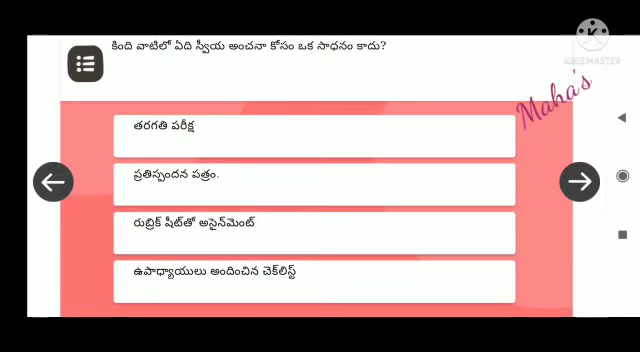 కింది వాటిలో ఏది స్వీయ అంచనా కోసం ఒక సాధనం కాదు?
KINEMASTER
Maha's
తరగతి పరీక్ష
ప్రతిస్పందన పత్రం.
రుబ్రిక్ షీట్‌తో అసైన్‌మెంట్
ఉపాధ్యాయులు అందించిన చెక్‌లిస్ట్